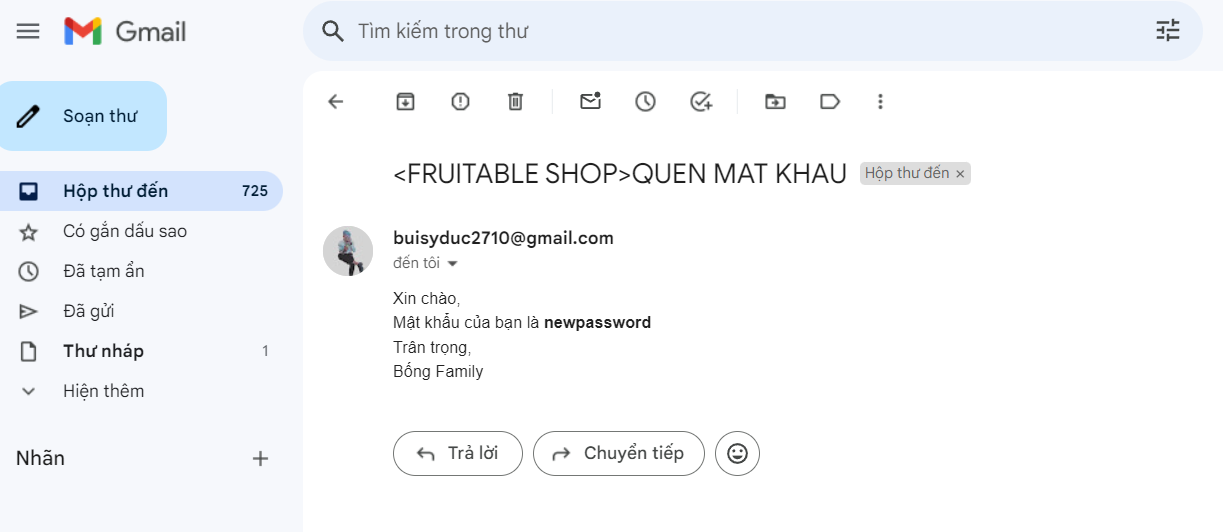 Gmail
Tìm kiếm trong thư
Soạn thư
Hộp thư đến 725
Có gắn dấu sao
Đã tạm ẩn
Đã gửi
Thư nháp 1
Hiện thêm
Nhãn
<FRUITABLE SHOP>QUEN MAT KHAU
Hộp thư đến ×
buisyduc2710@gmail.com
đến tôi
Xin chào,
Mật khẩu của bạn là newpassword
Trân trọng,
Bống Family
Trả lời
Chuyển tiếp